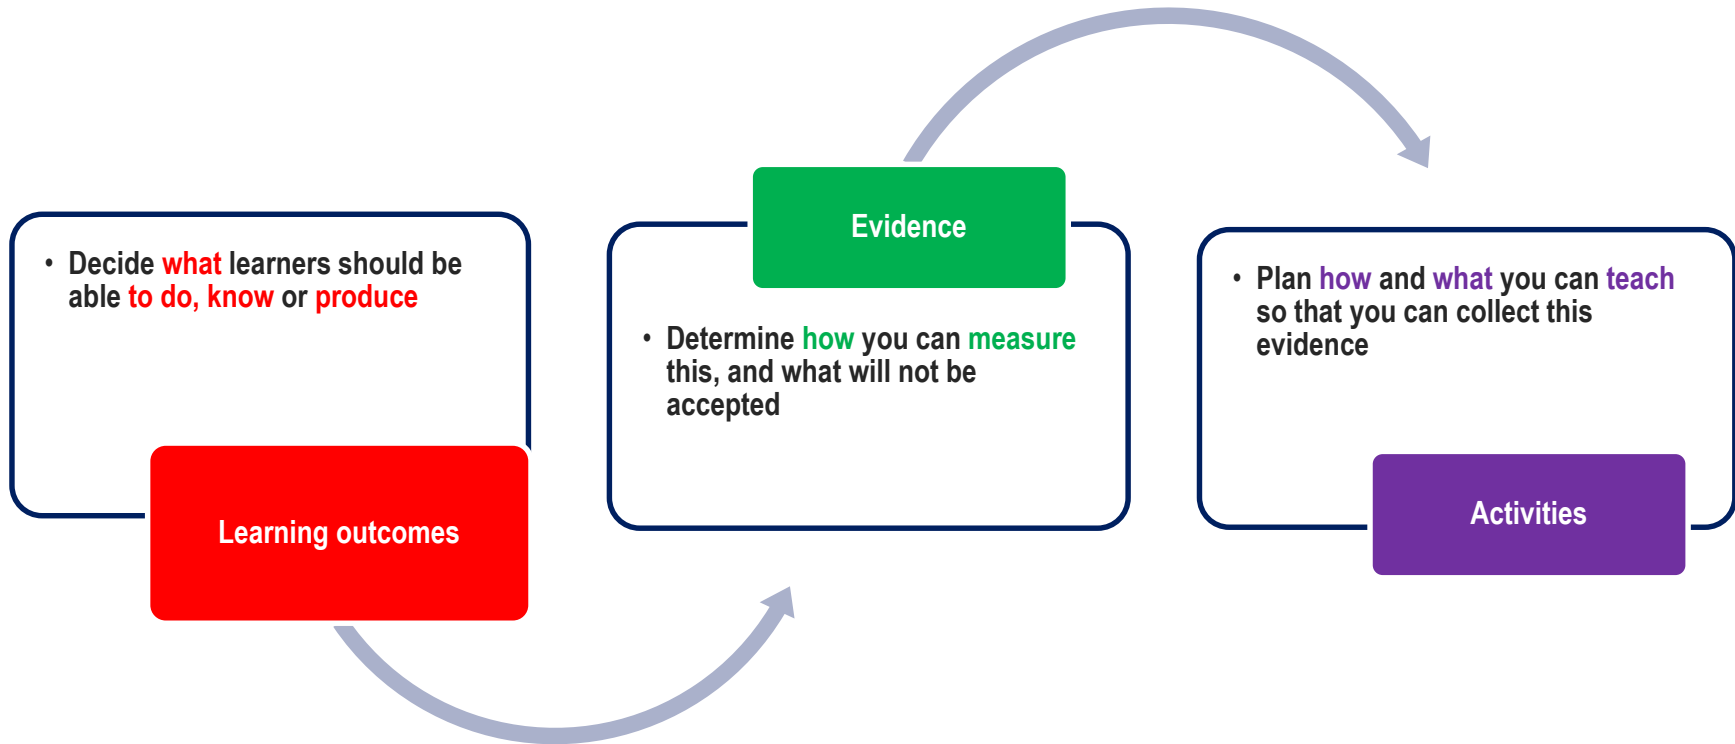 • Decide what learners should be
able to do, know or produce
Learning outcomes
Evidence
• Determine how you can measure
this, and what will not be
accepted
• Plan how and what you can teach
so that you can collect this
evidence
Activities